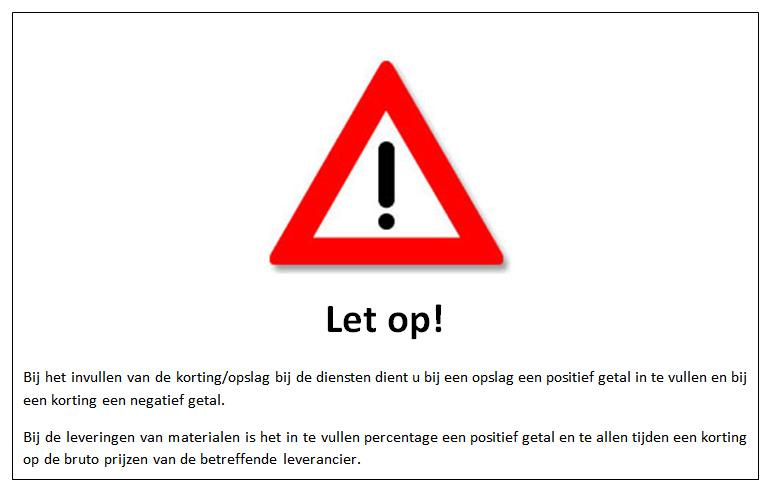 Let op!
Bij het invullen van de korting/opslag bij de diensten dient u bij een opslag een positief getal in te vullen en bij
een korting een negatief getal.
Bij de leveringen van materialen is het in te vullen percentage een positief getal en te allen tijden een korting
op de bruto prijzen van de betreffende leverancier.